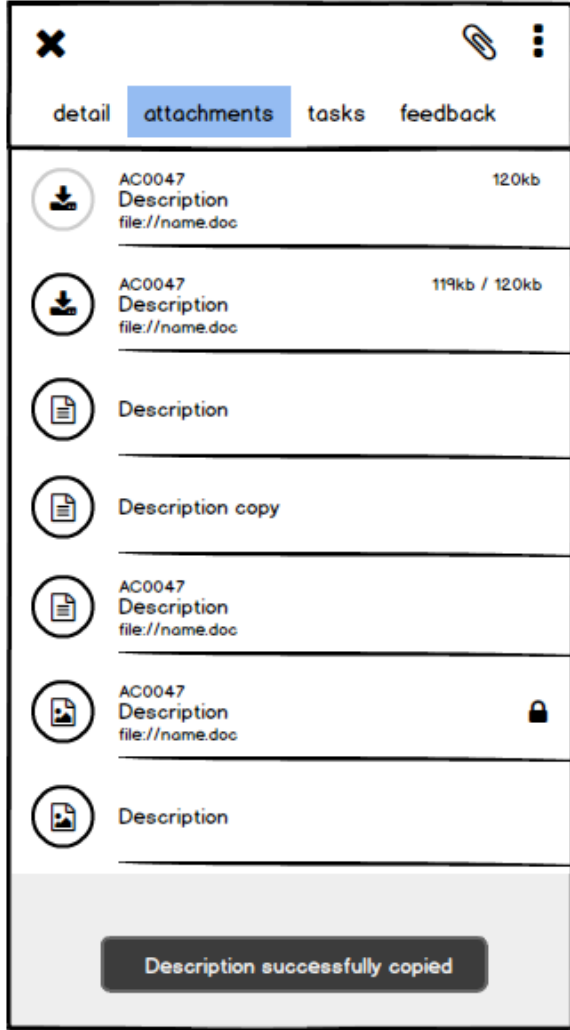 detail attachments tasks feedback
AC0047 120kb
Description
file://name.doc
AC0047 119kb / 120kb
Description
file://name.doc
Description
Description copy
AC0047
Description
file://name.doc
AC0047
Description
file://name.doc
Description
Description successfully copied